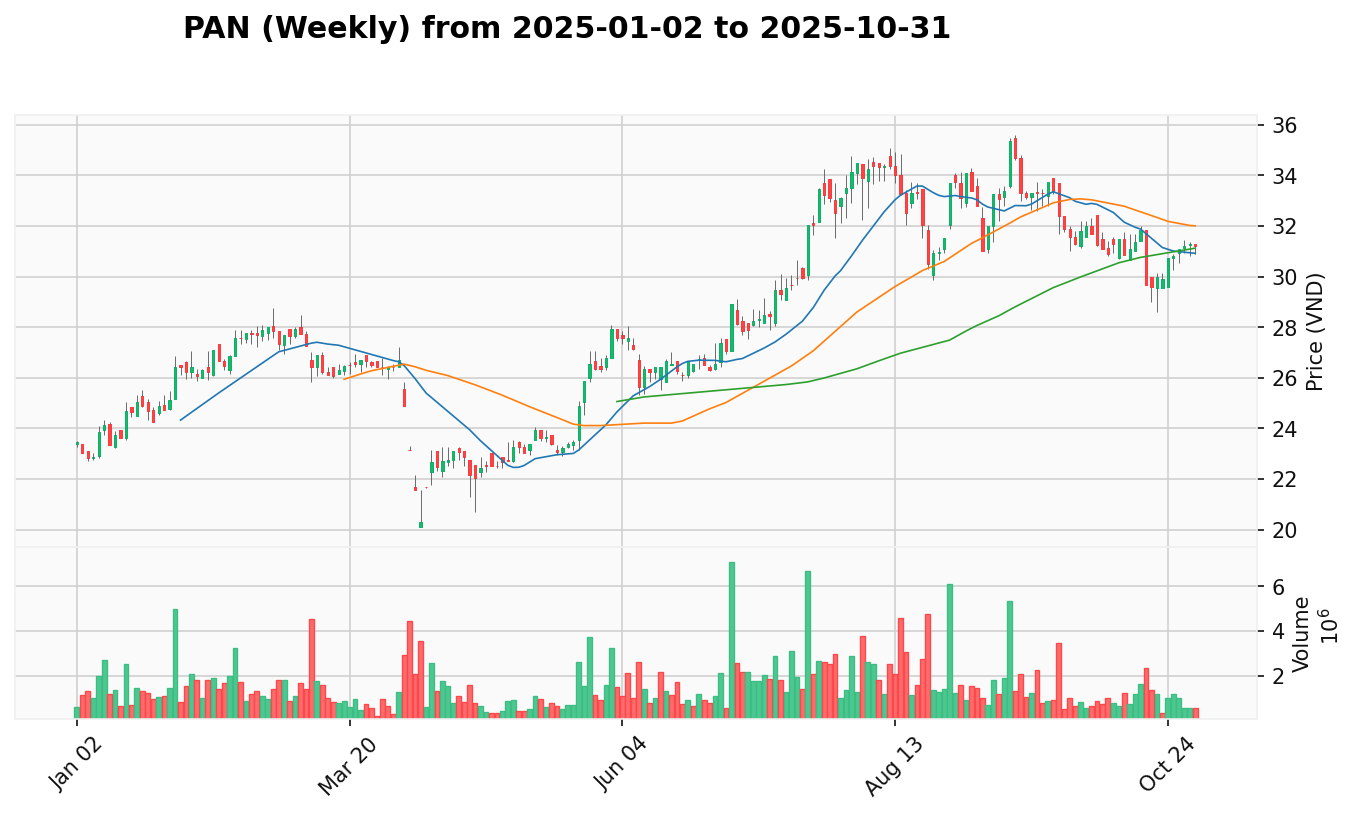 PAN (Weekly) from 2025-01-02 to 2025-10-31
36
34
32
30
28
26
24
22
20
Price (VND)
6
4
2
Volume
10⁶
Jan 02
Mar 20
Jun 04
Aug 13
Oct 24